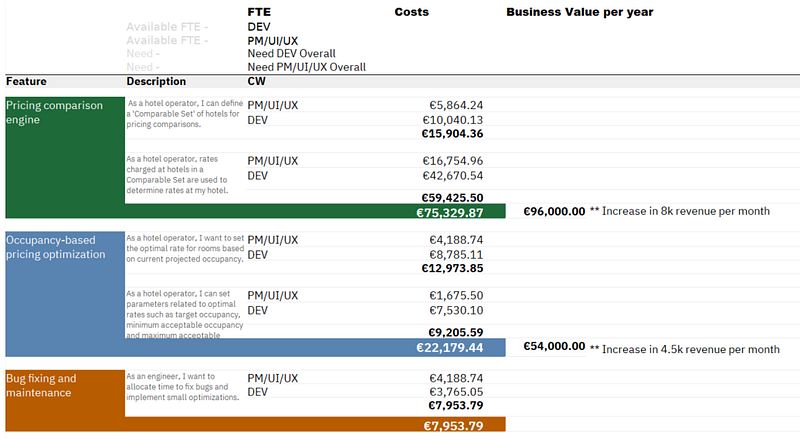 FTE Costs Business Value per year
Available FTE - DEV
Available FTE - PM/UI/UX
Need - Need DEV Overall
Need - Need PM/UI/UX Overall
Feature Description CW
Pricing comparison
engine
As a hotel operator, I can define
a 'Comparable Set' of hotels for
pricing comparisons.
PM/UI/UX €5,864.24
DEV €10,040.13
€15,904.36
As a hotel operator, rates
charged at hotels in a
Comparable Set are used to
determine rates at my hotel.
PM/UI/UX €16,754.96
DEV €42,670.54
€59,425.50
€75,329.87 €96,000.00 ** Increase in 8k revenue per month
Occupancy-based
pricing optimization
As a hotel operator, I want to set
the optimal rate for rooms based
on current projected occupancy.
PM/UI/UX €4,188.74
DEV €8,785.11
€12,973.85
As a hotel operator, I can set
parameters related to optimal
rates such as target occupancy,
minimum acceptable occupancy
and maximum acceptable
PM/UI/UX €1,675.50
DEV €7,530.10
€9,205.59
€22,179.44 €54,000.00 ** Increase in 4.5k revenue per month
Bug fixing and
maintenance
As an engineer, I want to
allocate time to fix bugs and
implement small optimizations.
PM/UI/UX €4,188.74
DEV €3,765.05
€7,953.79
€7,953.79